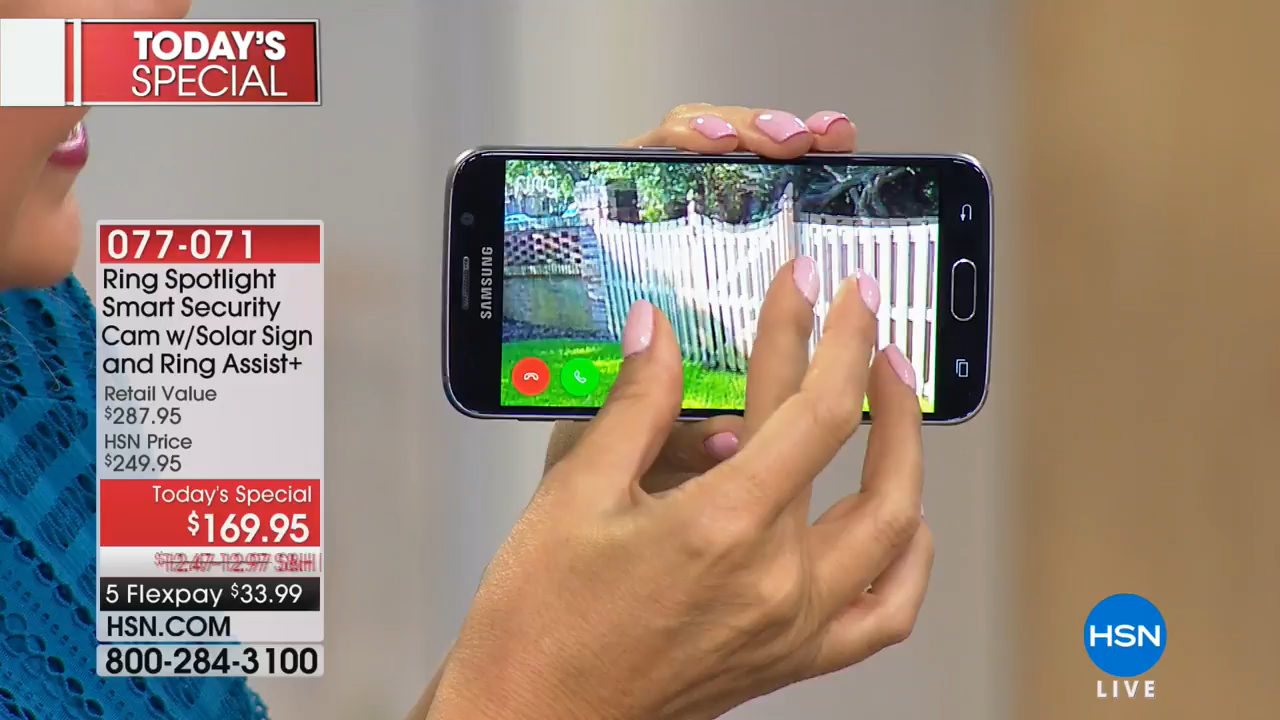 TODAY'S
SPECIAL
077-071
Ring Spotlight
Smart Security
Cam w/Solar Sign
and Ring Assist+
Retail Value
$287.95
HSN Price
$249.95
Today's Special
$169.95
5 Flexpay $33.99
HSN.COM
800-284-3100
ring
SAMSUNG
HSN
LIVE